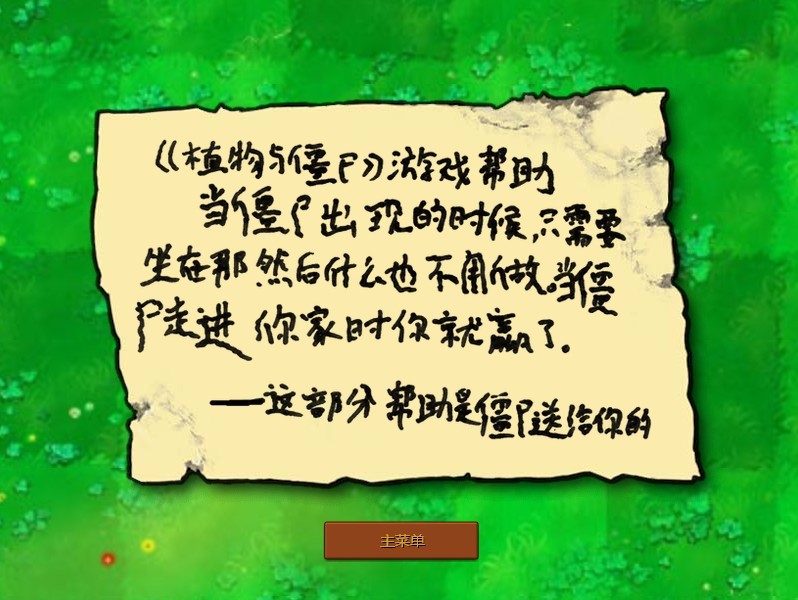 《植物与僵尸》游戏帮助
当僵尸出现的时候,只需要
坐在那然后什么也不用做。当僵
尸走进你家时你就赢了.
——这部分帮助是僵尸送给你的
主菜单